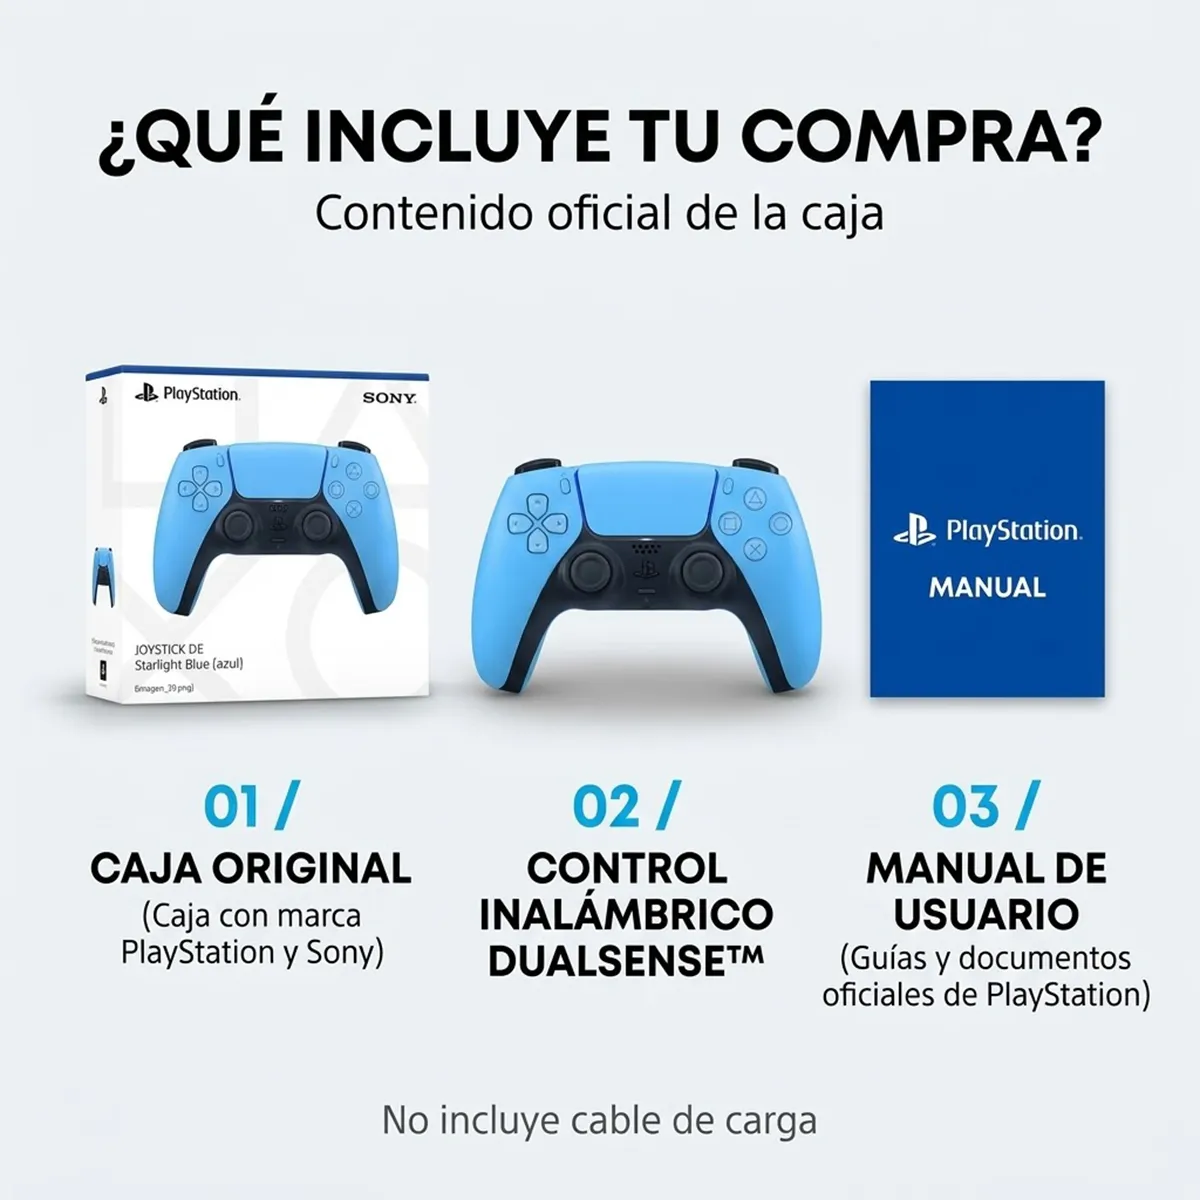 ¿QUÉ INCLUYE TU COMPRA?
Contenido oficial de la caja
PlayStation.
SONY.
JOYSTICK DE
Starlight Blue (azul)
PlayStation.
MANUAL
01 /
CAJA ORIGINAL
(Caja con marca
PlayStation y Sony)
02 /
CONTROL
INALÁMBRICO
DUALSENSE™
03 /
MANUAL DE
USUARIO
(Guías y documentos
oficiales de PlayStation)
No incluye cable de carga